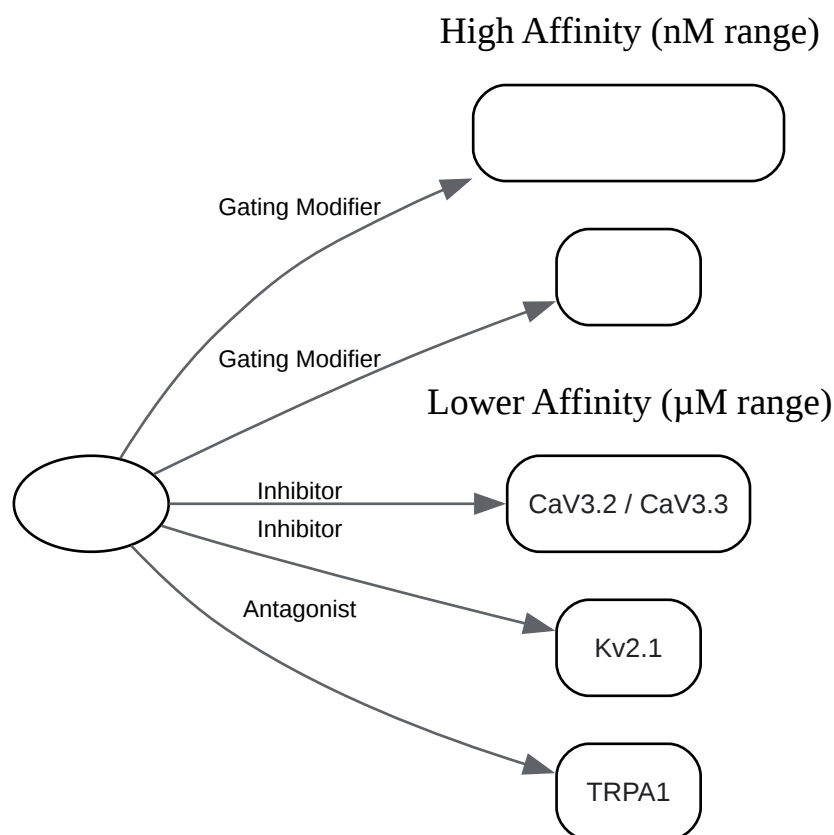 High Affinity (nM range)
Gating Modifier
Gating Modifier
Lower Affinity (µM range)
Inhibitor
CaV3.2 / CaV3.3
Inhibitor
Antagonist
Kv2.1
TRPA1